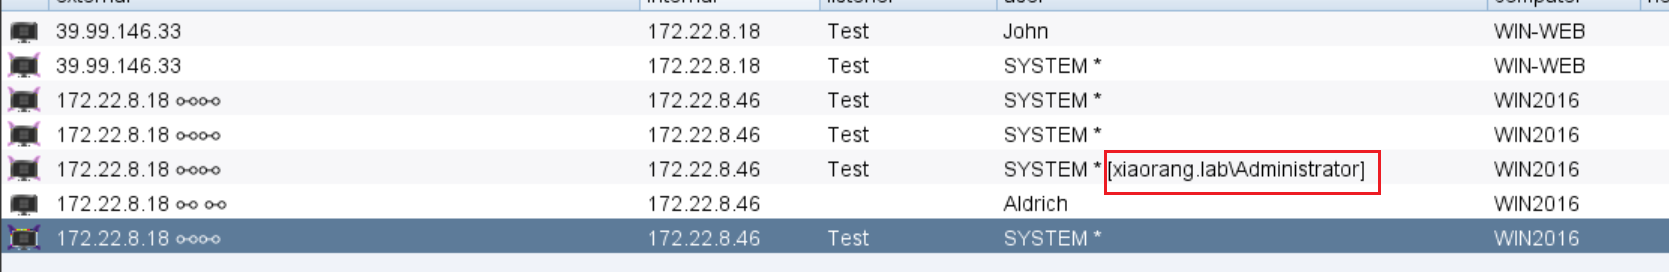 external internal listener user computer
39.99.146.33 172.22.8.18 Test John WIN-WEB
39.99.146.33 172.22.8.18 Test SYSTEM * WIN-WEB
172.22.8.18 172.22.8.46 Test SYSTEM * WIN2016
172.22.8.18 172.22.8.46 Test SYSTEM * WIN2016
172.22.8.18 172.22.8.46 Test SYSTEM * [xiaorang.lab\Administrator] WIN2016
172.22.8.18 172.22.8.46 Aldrich WIN2016
172.22.8.18 172.22.8.46 Test SYSTEM * WIN2016